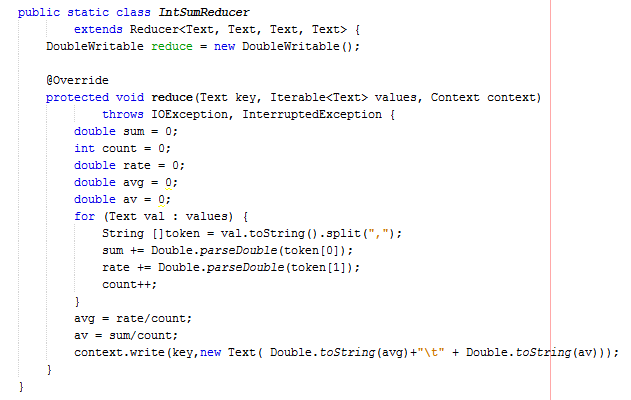 public static class IntSumReducer
extends Reducer<Text, Text, Text, Text> {
DoubleWritable reduce = new DoubleWritable();
@Override
protected void reduce(Text key, Iterable<Text> values, Context context)
throws IOException, InterruptedException {
double sum = 0;
int count = 0;
double rate = 0;
double avg = 0;
double av = 0;
for (Text val : values) {
String []token = val.toString().split(",");
sum += Double.parseDouble(token[0]);
rate += Double.parseDouble(token[1]);
count++;
}
avg = rate/count;
av = sum/count;
context.write(key,new Text( Double.toString(avg)+"\t" + Double.toString(av)));
}
}